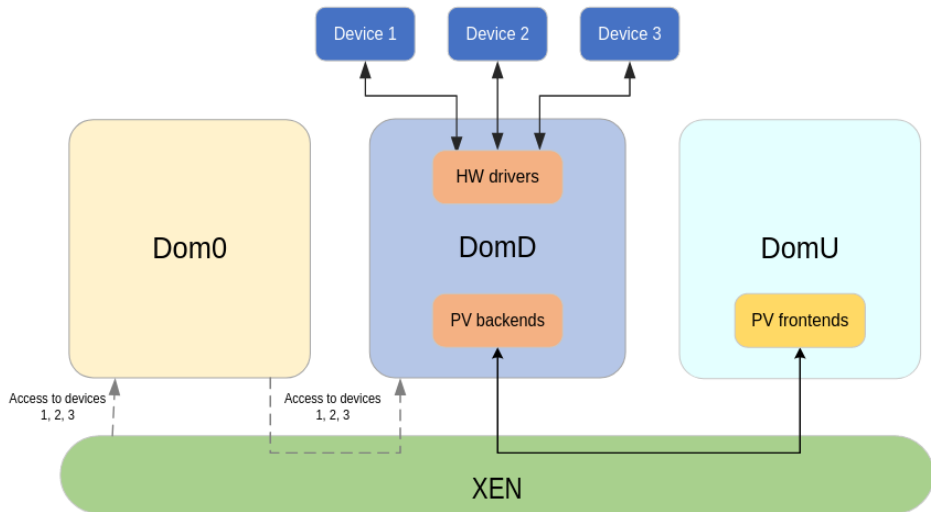 Device 1
Device 2
Device 3
HW drivers
Dom0
DomD
DomU
PV backends
PV frontends
Access to devices
1, 2, 3
Access to devices
1, 2, 3
XEN